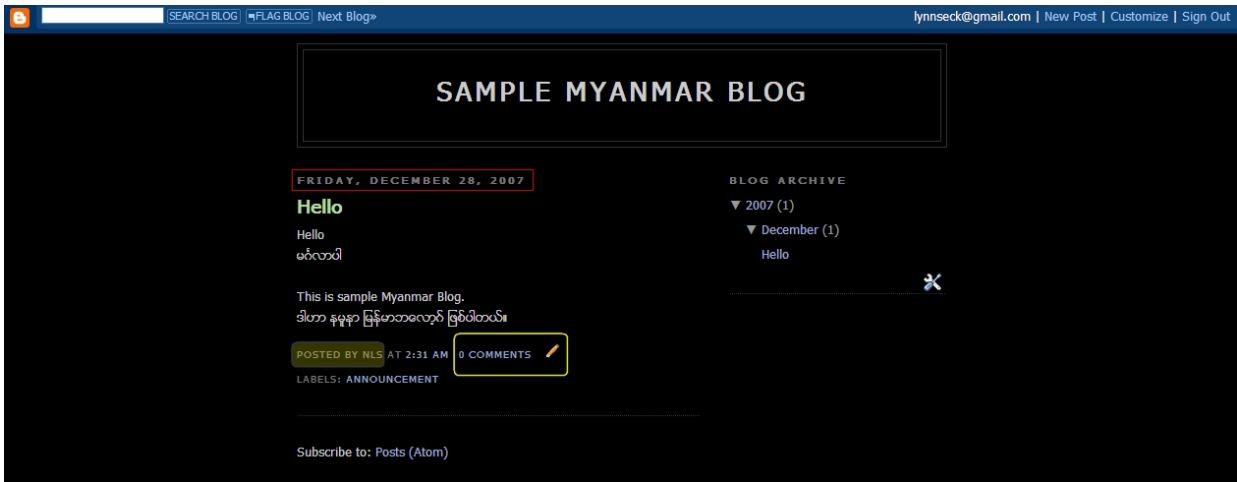 SEARCH BLOG FLAG BLOG Next Blog» lynnseck@gmail.com | New Post | Customize | Sign Out
SAMPLE MYANMAR BLOG
FRIDAY, DECEMBER 28, 2007
Hello
Hello
မင်္ဂလာပါ
This is sample Myanmar Blog.
ဒါဟာ နမူနာ မြန်မာဘလော့ဂ် ဖြစ်ပါတယ်။
POSTED BY NLS AT 2:31 AM 0 COMMENTS
LABELS: ANNOUNCEMENT
Subscribe to: Posts (Atom)
BLOG ARCHIVE
▼ 2007 (1)
▼ December (1)
Hello